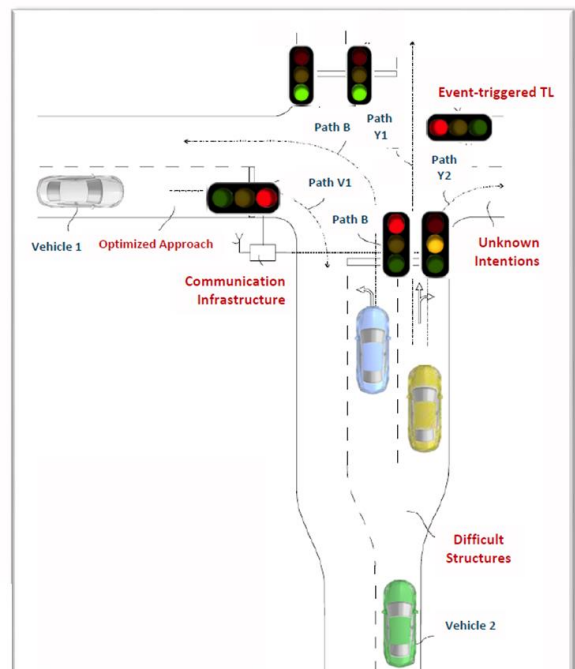 Event-triggered TL
Path B
Path
Y1
Path
Y2
Path V1
Vehicle 1
Optimized Approach
Path B
Unknown
Intentions
Communication
Infrastructure
Difficult
Structures
Vehicle 2